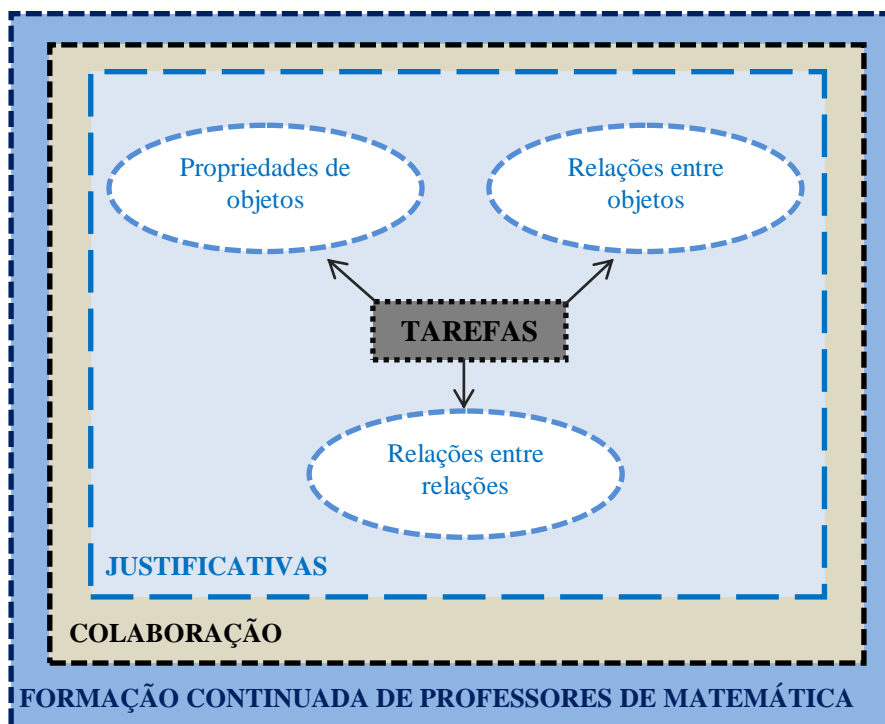 Propriedades de
objetos
Relações entre
objetos
TAREFAS
Relações entre
relações
JUSTIFICATIVAS
COLABORAÇÃO
FORMAÇÃO CONTINUADA DE PROFESSORES DE MATEMÁTICA